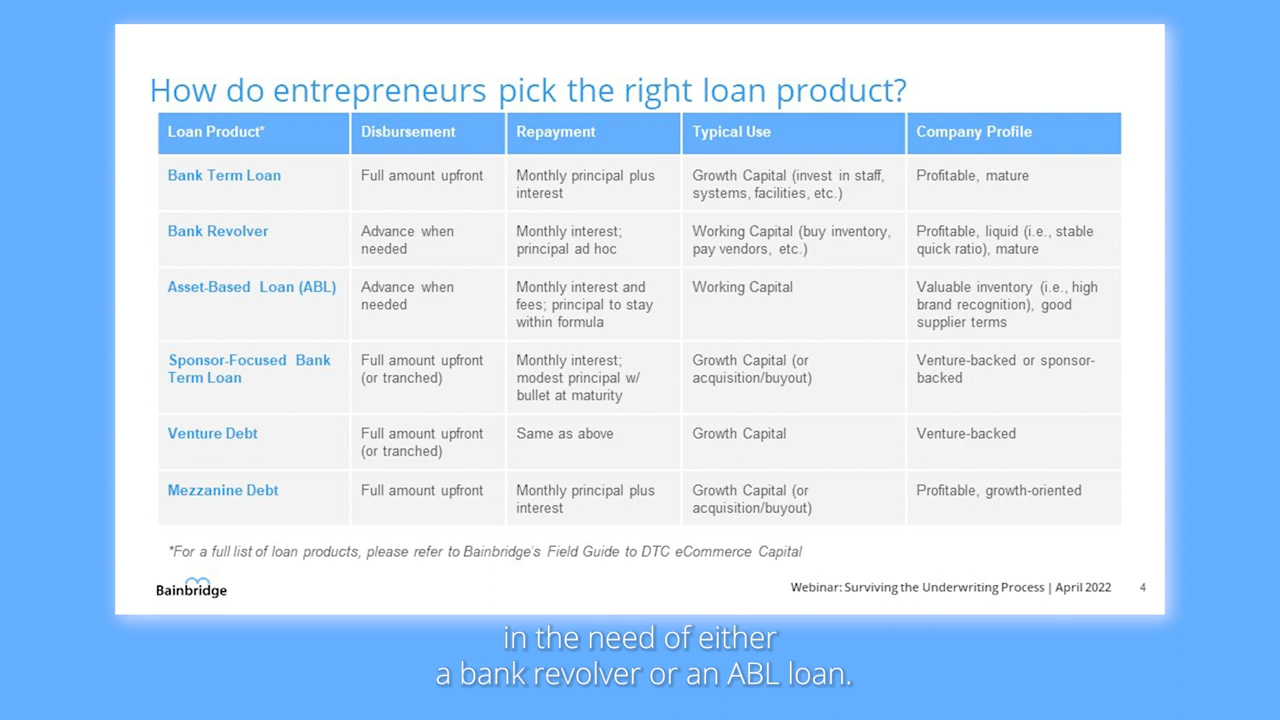 How do entrepreneurs pick the right loan product?
Loan Product* Disbursement Repayment Typical Use Company Profile
Bank Term Loan Full amount upfront Monthly principal plus Growth Capital (invest in staff, Profitable, mature
interest systems, facilities, etc.)
Bank Revolver Advance when Monthly interest; Working Capital (buy inventory, Profitable, liquid (i.e., stable
needed principal ad hoc pay vendors, etc.) quick ratio), mature
Asset-Based Loan (ABL) Advance when Monthly interest and Working Capital Valuable inventory (i.e., high
needed fees; principal to stay brand recognition), good
within formula supplier terms
Sponsor-Focused Bank Full amount upfront Monthly interest; Growth Capital (or Venture-backed or sponsor-
Term Loan (or tranched) modest principal w/ acquisition/buyout) backed
bullet at maturity
Venture Debt Full amount upfront Same as above Growth Capital Venture-backed
(or tranched)
Mezzanine Debt Full amount upfront Monthly principal plus Growth Capital (or Profitable, growth-oriented
interest acquisition/buyout)
*For a full list of loan products, please refer to Bainbridge's Field Guide to DTC eCommerce Capital
Bainbridge Webinar: Surviving the Underwriting Process | April 2022 4
in the need of either
a bank revolver or an ABL loan.